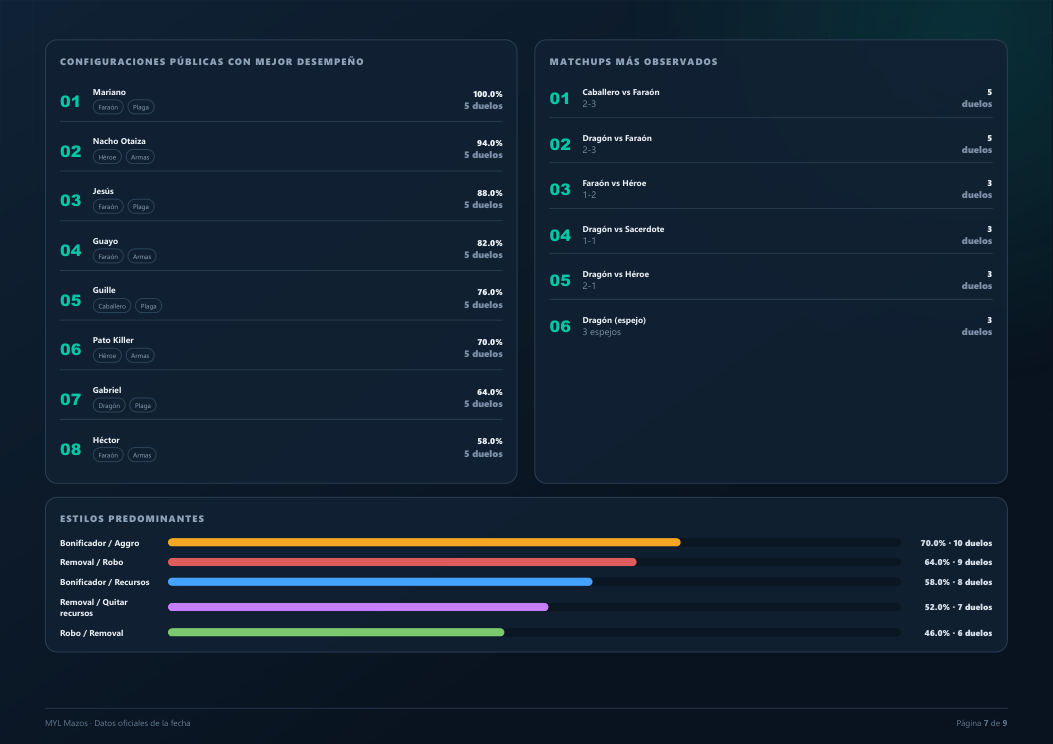 CONFIGURACIONES PÚBLICAS CON MEJOR DESEMPEÑO
01
Mariano
Faraón Plaga
100.0%
5 duelos
02
Nacho Otaiza
Héroe Armas
94.0%
5 duelos
03
Jesús
Faraón Plaga
88.0%
5 duelos
04
Guayo
Faraón Armas
82.0%
5 duelos
05
Guille
Caballero Plaga
76.0%
5 duelos
06
Pato Killer
Héroe Armas
70.0%
5 duelos
07
Gabriel
Dragón Plaga
64.0%
5 duelos
08
Héctor
Faraón Armas
58.0%
5 duelos
MATCHUPS MÁS OBSERVADOS
01
Caballero vs Faraón
2-3
5
duelos
02
Dragón vs Faraón
2-3
5
duelos
03
Faraón vs Héroe
1-2
3
duelos
04
Dragón vs Sacerdote
1-1
3
duelos
05
Dragón vs Héroe
2-1
3
duelos
06
Dragón (espejo)
3 espejos
3
duelos
ESTILOS PREDOMINANTES
Bonificador / Aggro 70.0% · 10 duelos
Removal / Robo 64.0% · 9 duelos
Bonificador / Recursos 58.0% · 8 duelos
Removal / Quitar
recursos 52.0% · 7 duelos
Robo / Removal 46.0% · 6 duelos
MYL Mazos · Datos oficiales de la fecha
Página 7 de 9